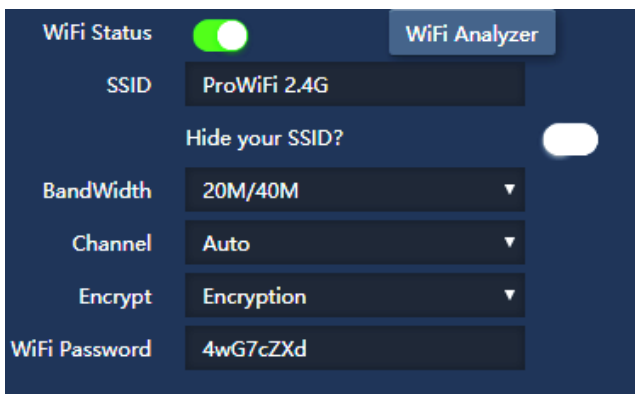 WiFi Status WiFi Analyzer
SSID ProWiFi 2.4G
Hide your SSID?
BandWidth 20M/40M
Channel Auto
Encrypt Encryption
WiFi Password 4wG7cZXd